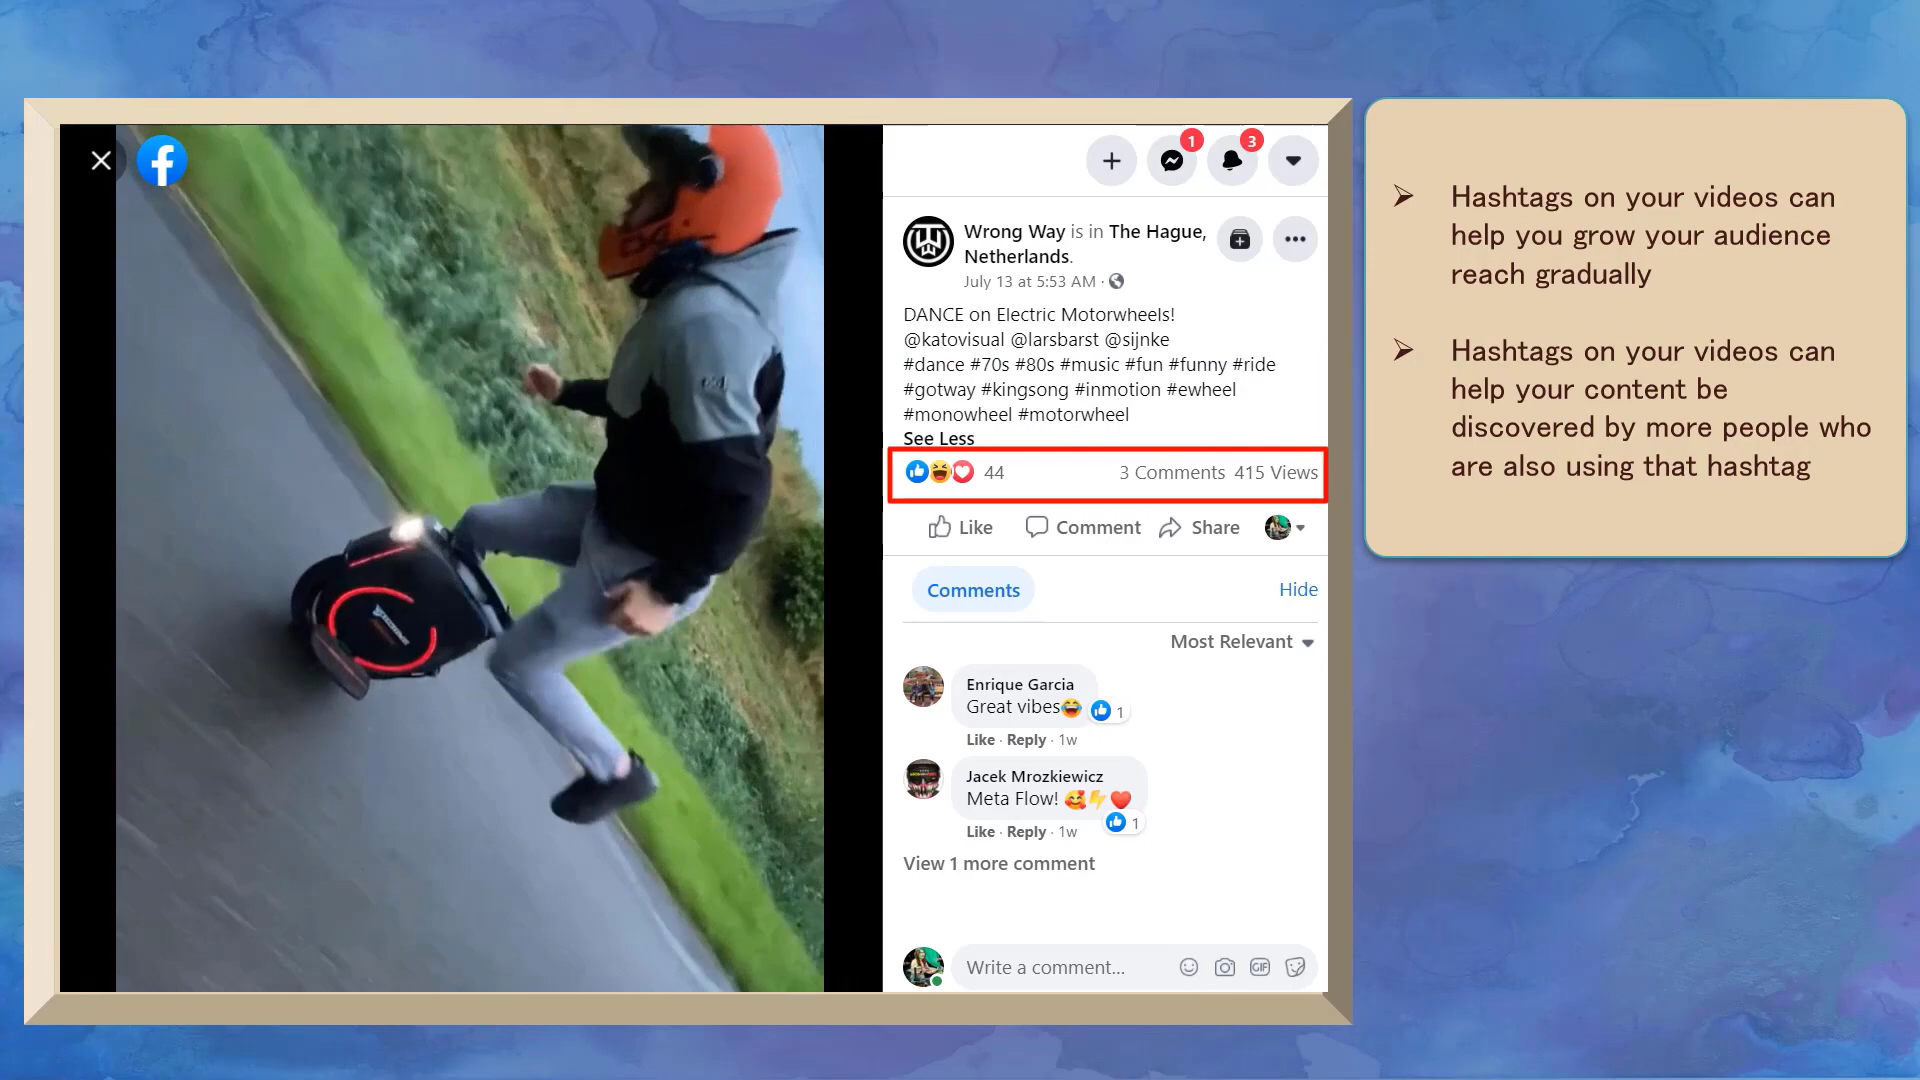 1
3
Wrong Way is in The Hague,
Netherlands.
July 13 at 5:53 AM ·
DANCE on Electric Motorwheels!
@katovisual @larsbarst @sijnke
#dance #70s #80s #music #fun #funny #ride
#gotway #kingsong #inmotion #ewheel
#monowheel #motorwheel
See Less
44 3 Comments 415 Views
Like Comment Share
Comments Hide
Most Relevant
Enrique Garcia
Great vibes😂 1
Like · Reply · 1w
Jacek Mrozkiewicz
Meta Flow! 🥰⚡❤️
1
Like · Reply · 1w
View 1 more comment
Write a comment...
GIF
Hashtags on your videos can
help you grow your audience
reach gradually
Hashtags on your videos can
help your content be
discovered by more people who
are also using that hashtag